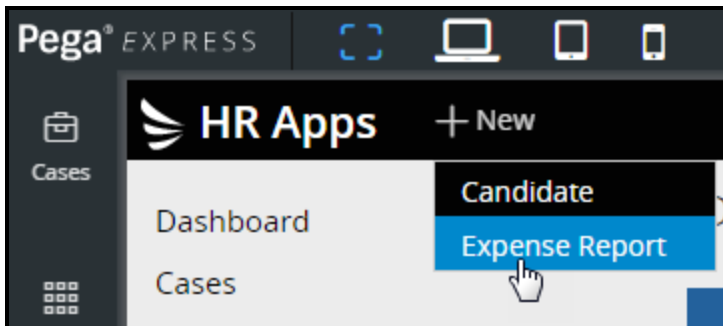 Pega® EXPRESS
HR Apps
+ New
Cases
Candidate
Dashboard
Expense Report
Cases